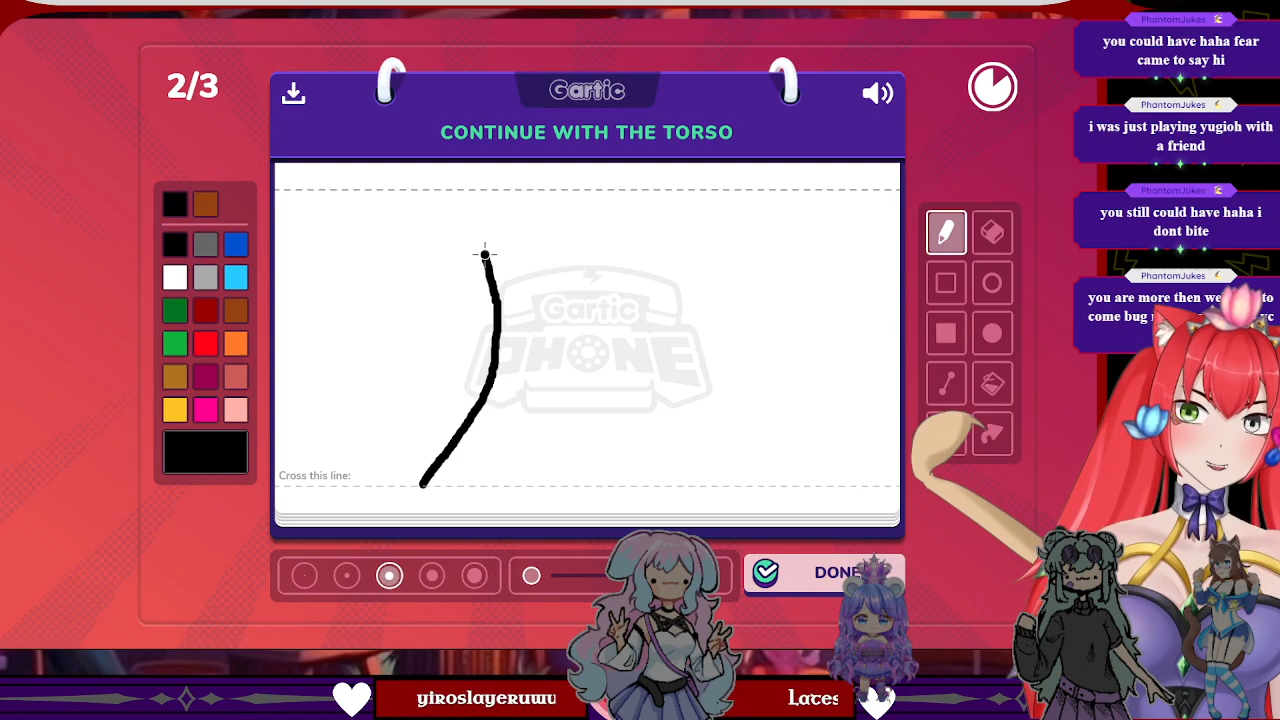 2/3
Gartic
CONTINUE WITH THE TORSO
Gartic
PHONE
Cross this line:
DONE
PhantomJukes
you could have haha fear
came to say hi
PhantomJukes
i was just playing yugioh with
a friend
PhantomJukes
you still could have haha i
dont bite
PhantomJukes
you are more then
to
come bug
yiroslayeruwu